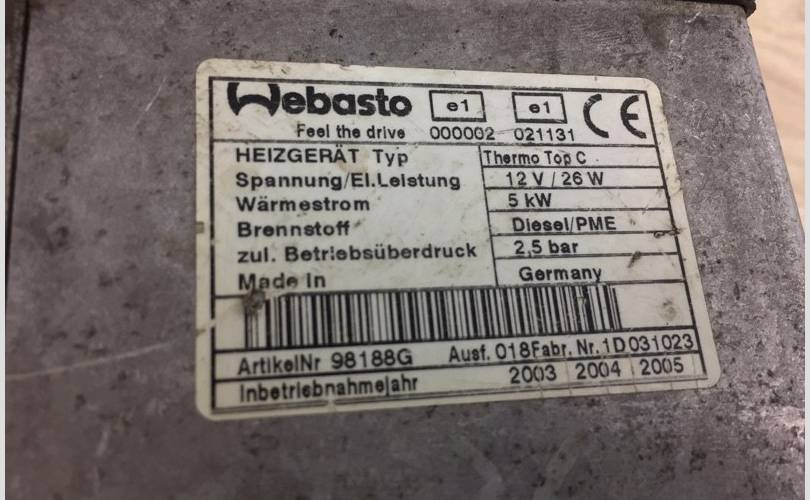 Webasto e1 e1 CE
Feel the drive 000002 021131
HEIZGERÄT Typ Thermo Top C
Spannung/El.Leistung 12 V / 26 W
Wärmestrom 5 kW
Brennstoff Diesel/PME
zul. Betriebsüberdruck 2,5 bar
Made in Germany
ArtikelNr 98188G Ausf. 018 Fabr. Nr. 1D031023
Inbetriebnahmejahr 2003 2004 2005